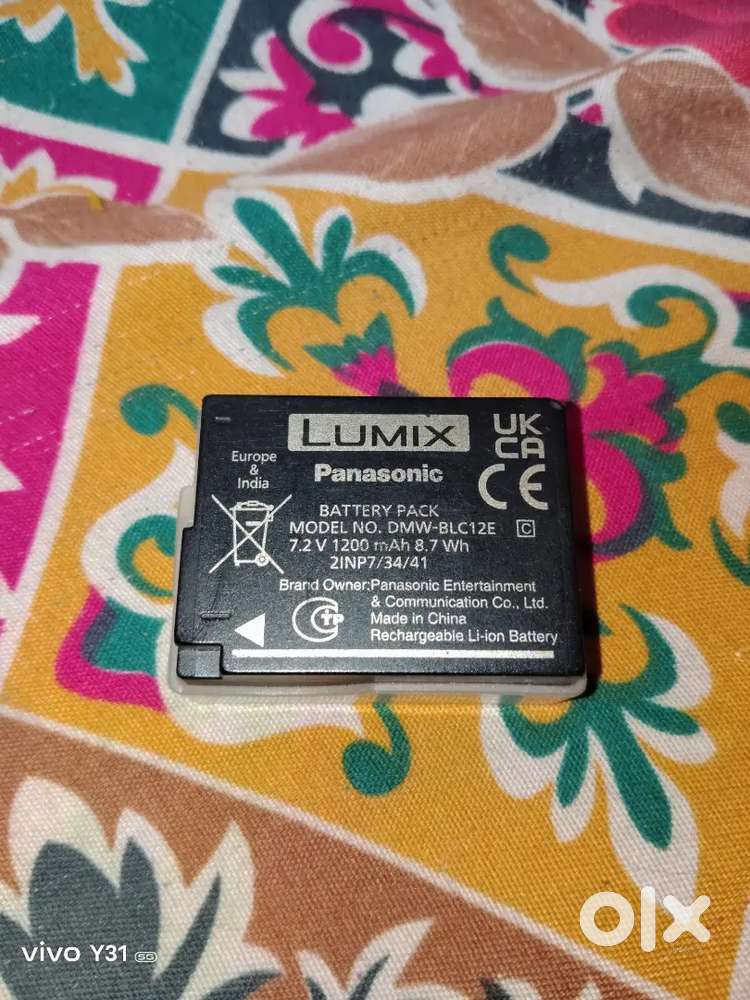 LUMIX
UK
CA
Europe
&
India
Panasonic
CE
BATTERY PACK
MODEL NO. DMW-BLC12E C
7.2 V 1200 mAh 8.7 Wh
2INP7/34/41
Brand Owner:Panasonic Entertainment
& Communication Co., Ltd.
Made in China
Rechargeable Li-ion Battery
vivo Y31 5G
olx